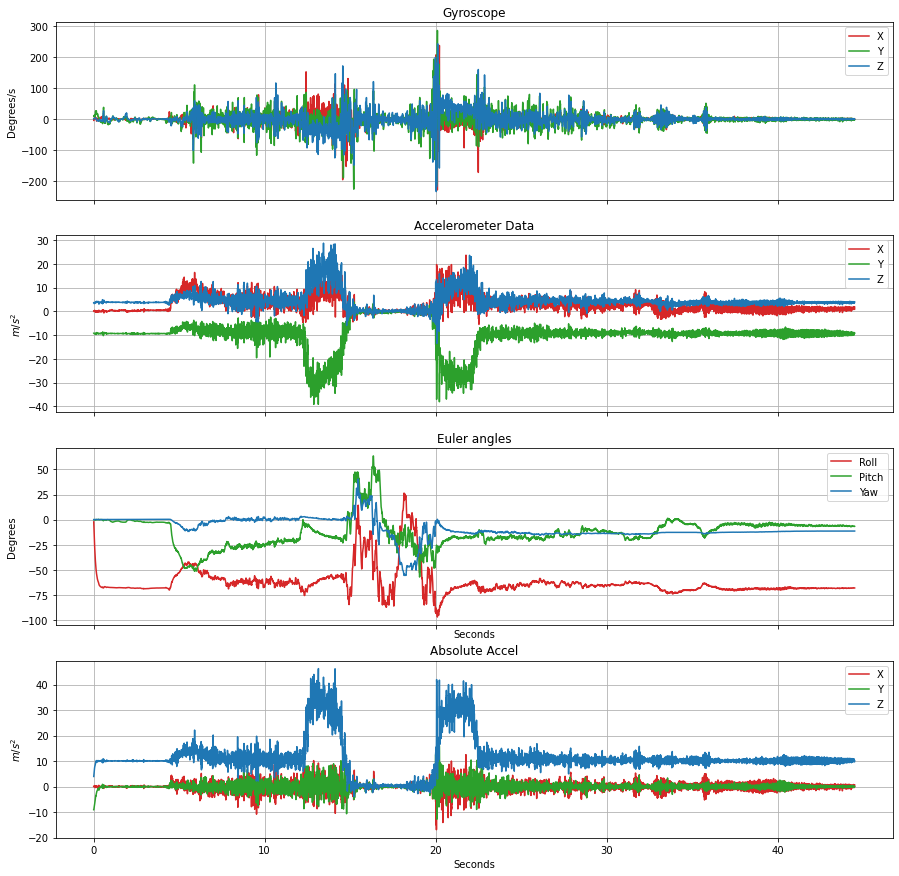 Gyroscope
300
200
100
0
−100
−200
Degrees/s
X
Y
Z
Accelerometer Data
30
20
10
0
−10
−20
−30
−40
m/s²
X
Y
Z
Euler angles
50
25
0
−25
−50
−75
−100
Degrees
Roll
Pitch
Yaw
Seconds
Absolute Accel
40
30
20
10
0
−10
−20
m/s²
X
Y
Z
0 10 20 30 40
Seconds